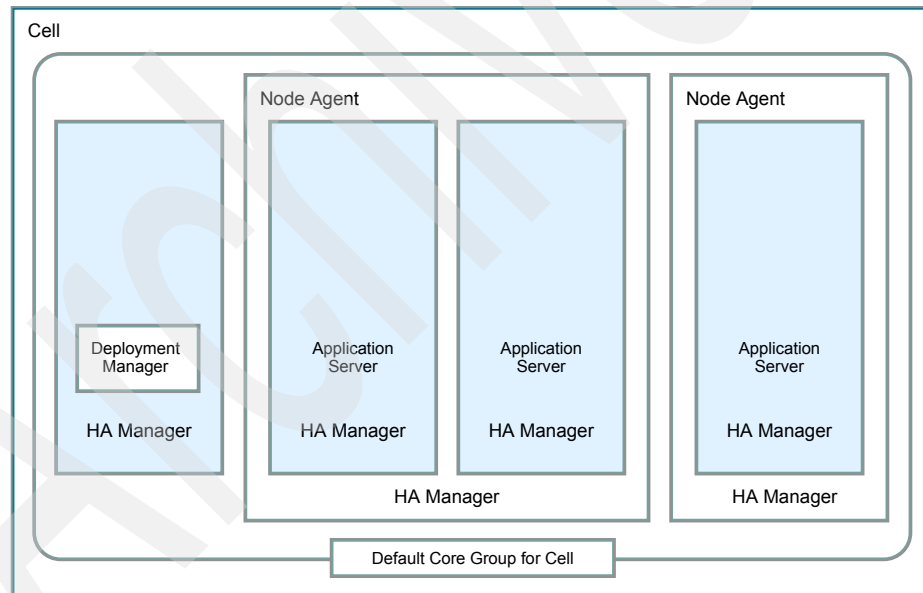 Cell
Node Agent
Node Agent
Deployment
Manager
HA Manager
Application
Server
HA Manager
Application
Server
HA Manager
Application
Server
HA Manager
HA Manager
HA Manager
Default Core Group for Cell